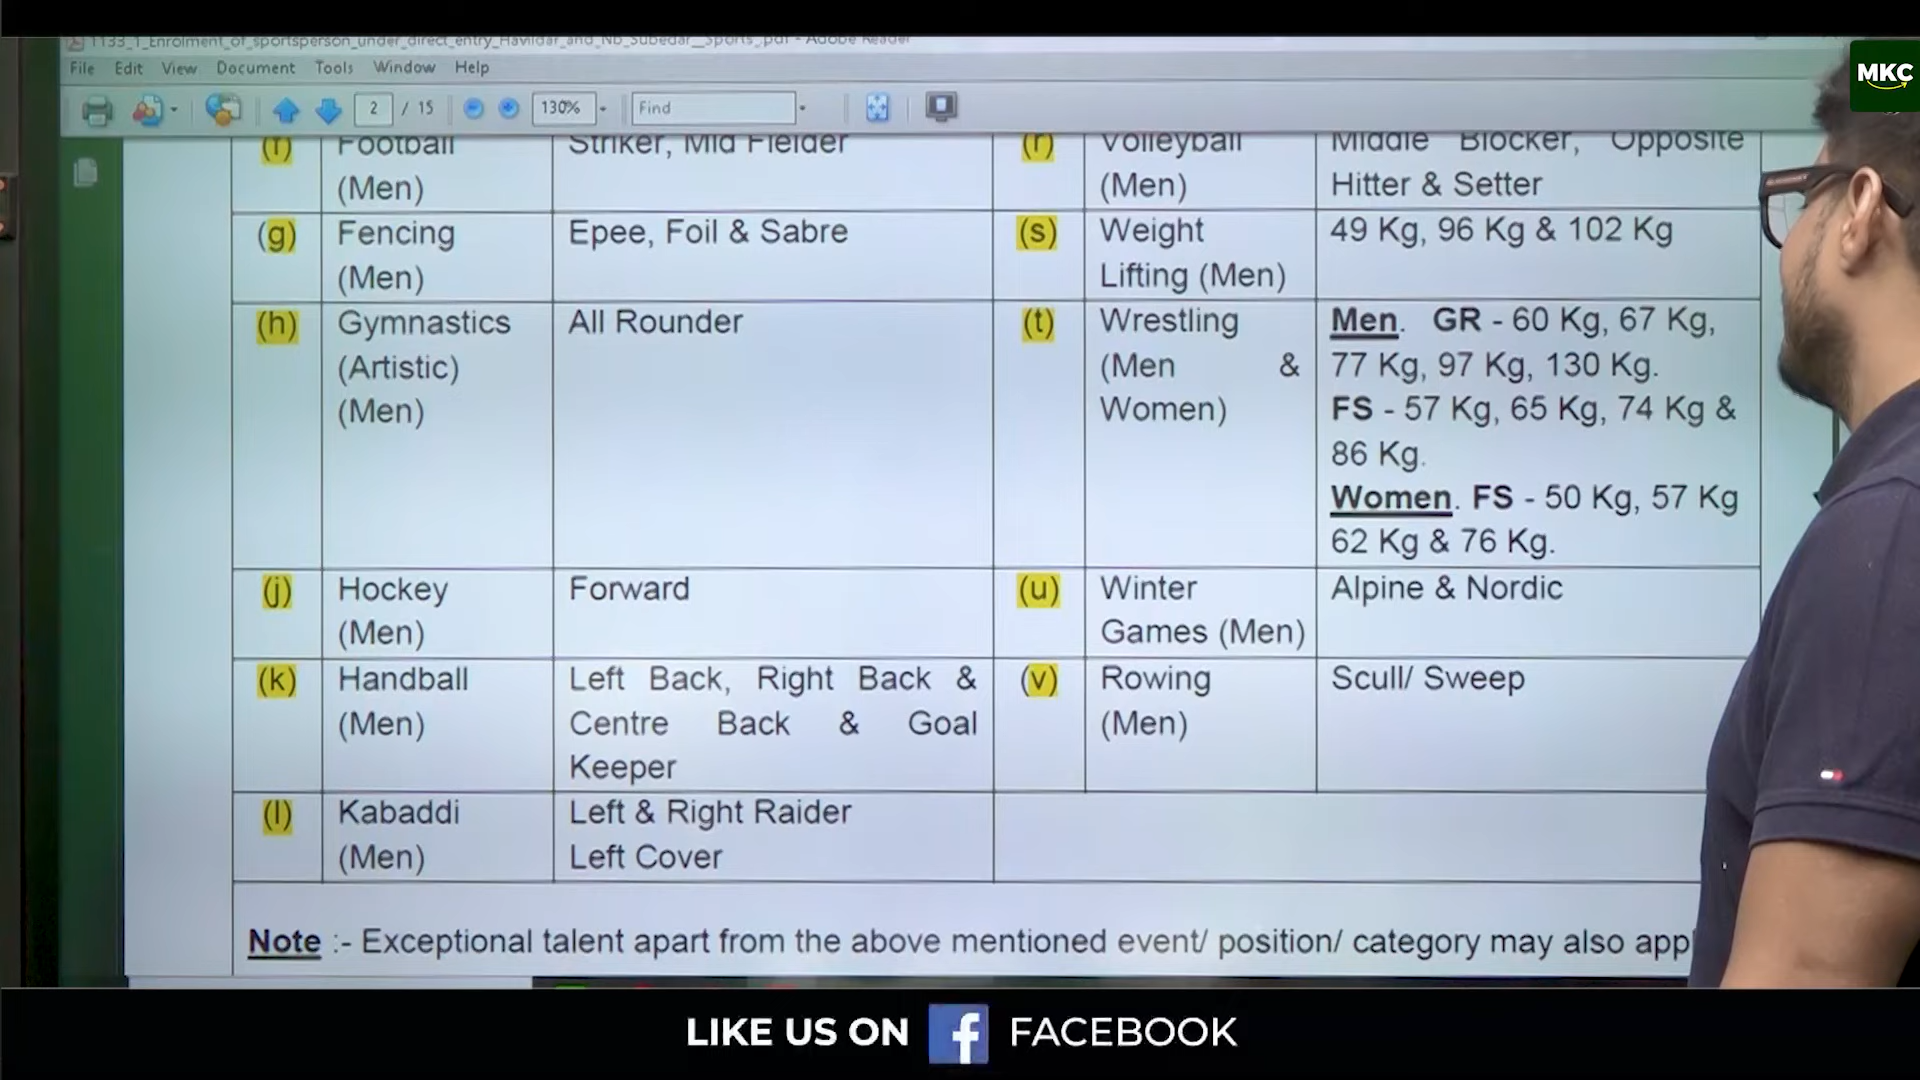 1133_1_Enrolment_of_sportsperson_under_direct_entry_Havildar_and_Nb_Subedar__Sports_.pdf - Adobe Reader
File Edit View Document Tools Window Help
2 / 15 130% Find
MKC
(f) Football (Men) Striker, Mid Fielder
(r) Volleyball (Men) Middle Blocker, Opposite Hitter & Setter
(g) Fencing (Men) Epee, Foil & Sabre
(s) Weight Lifting (Men) 49 Kg, 96 Kg & 102 Kg
(h) Gymnastics (Artistic) (Men) All Rounder
(t) Wrestling (Men & Women) Men. GR - 60 Kg, 67 Kg,
77 Kg, 97 Kg, 130 Kg.
FS - 57 Kg, 65 Kg, 74 Kg &
86 Kg.
Women. FS - 50 Kg, 57 Kg
62 Kg & 76 Kg.
(j) Hockey (Men) Forward
(u) Winter Games (Men) Alpine & Nordic
(k) Handball (Men) Left Back, Right Back & Centre Back & Goal Keeper
(v) Rowing (Men) Scull/ Sweep
(l) Kabaddi (Men) Left & Right Raider
Left Cover
Note :- Exceptional talent apart from the above mentioned event/ position/ category may also app
LIKE US ON f FACEBOOK